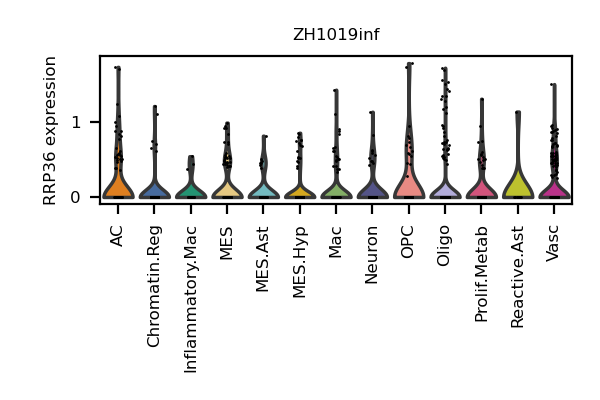 ZH1019inf
RRP36 expression
1
0
AC
Chromatin.Reg
Inflammatory.Mac
MES
MES.Ast
MES.Hyp
Mac
Neuron
OPC
Oligo
Prolif.Metab
Reactive.Ast
Vasc